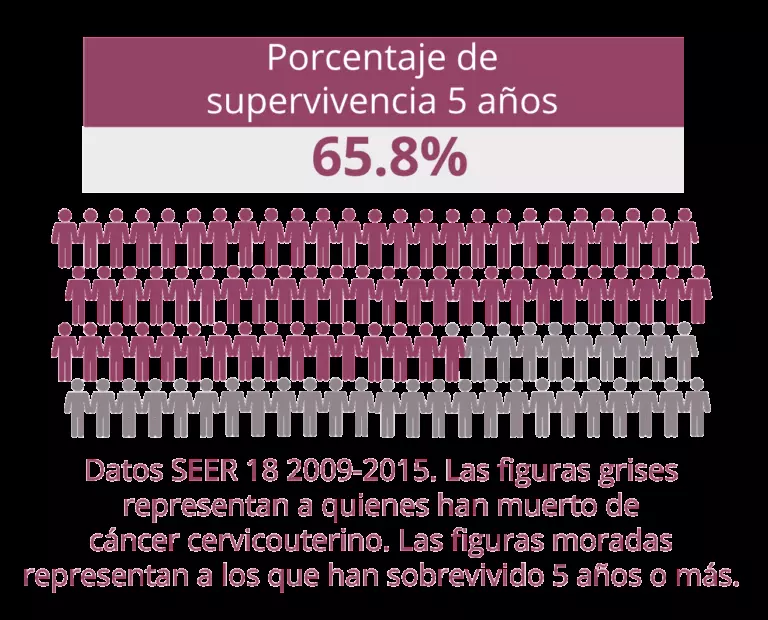 Porcentaje de
supervivencia 5 años
65.8%
Datos SEER 18 2009-2015. Las figuras grises
representan a quienes han muerto de
cáncer cervicouterino. Las figuras moradas
representan a los que han sobrevivido 5 años o más.